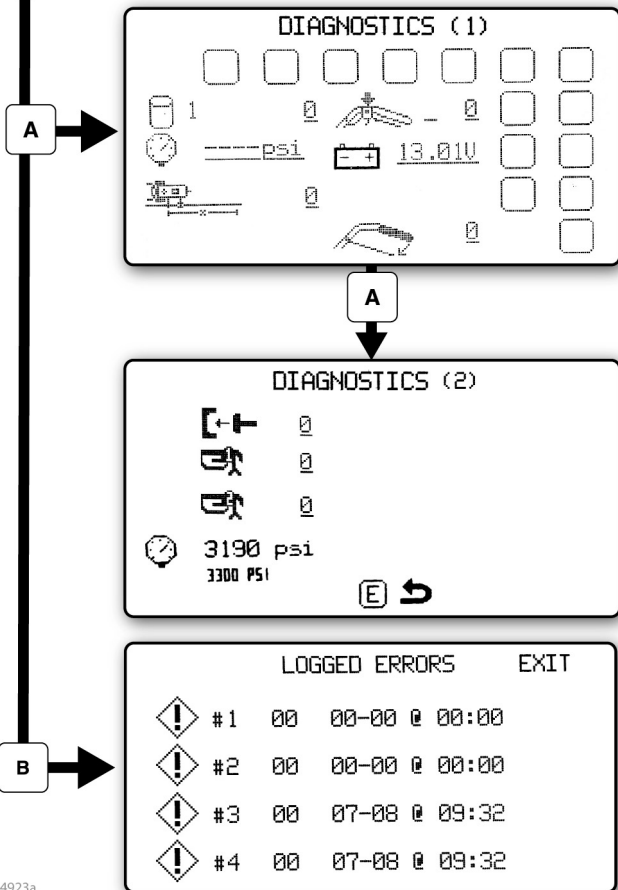 DIAGNOSTICS (1)
A
1 0 _ 0
----psi - + 13.01V
-x- 0
0
A
DIAGNOSTICS (2)
0
0
0
3190 psi
3300 PSI
E
LOGGED ERRORS EXIT
! #1 00 00-00 @ 00:00
B
! #2 00 00-00 @ 00:00
! #3 00 07-08 @ 09:32
! #4 00 07-08 @ 09:32
4923a